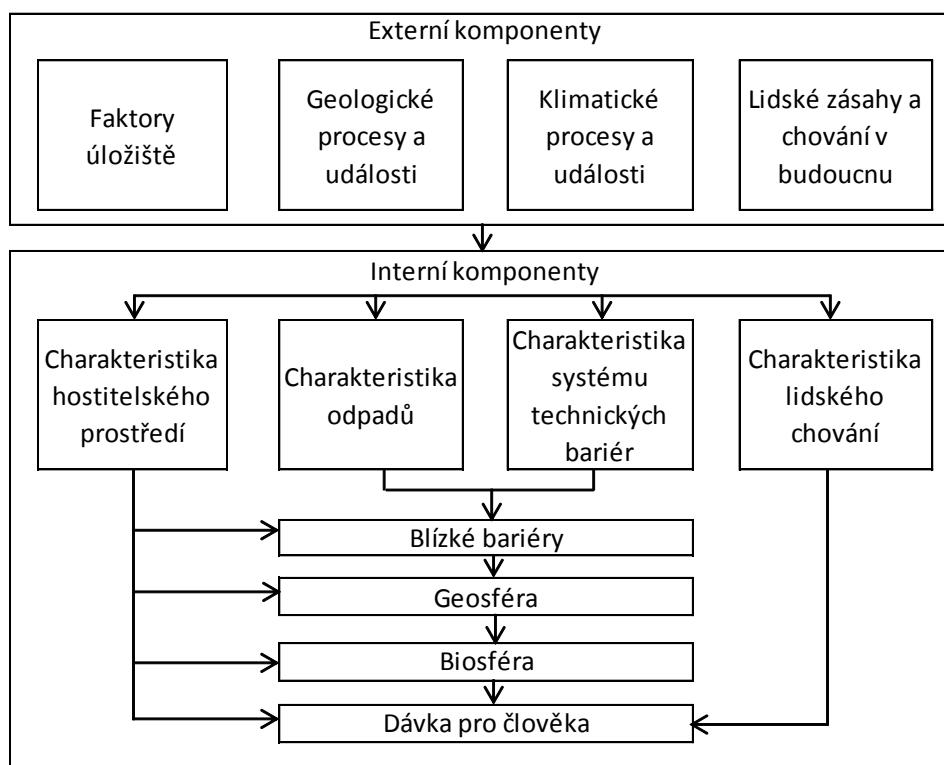 Externí komponenty
Faktory
úložiště
Geologické
procesy a
události
Klimatické
procesy a
události
Lidské zásahy a
chování v
budoucnu
Interní komponenty
Charakteristika
hostitelského
prostředí
Charakteristika
odpadů
Charakteristika
systému
technických
bariér
Charakteristika
lidského
chování
Blízké bariéry
Geosféra
Biosféra
Dávka pro člověka